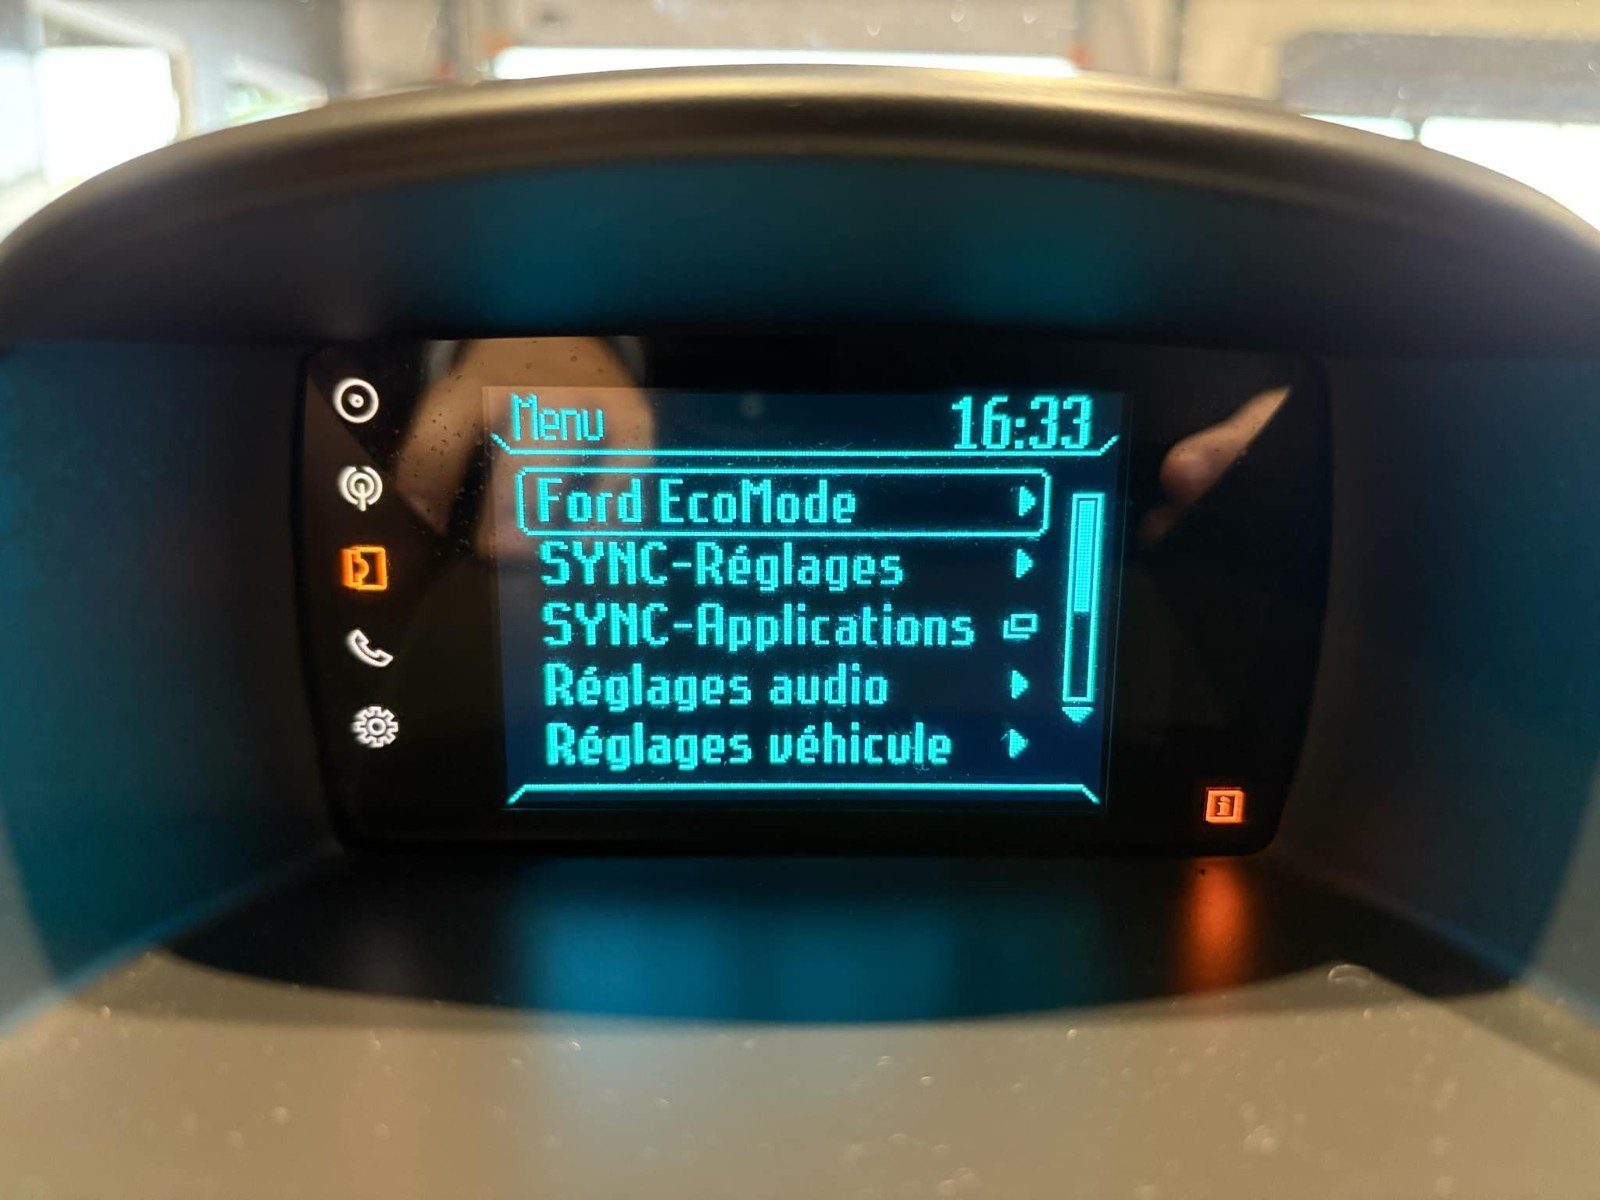 Menu 16:33
Ford EcoMode
SYNC-Réglages
SYNC-Applications
Réglages audio
Réglages véhicule
i